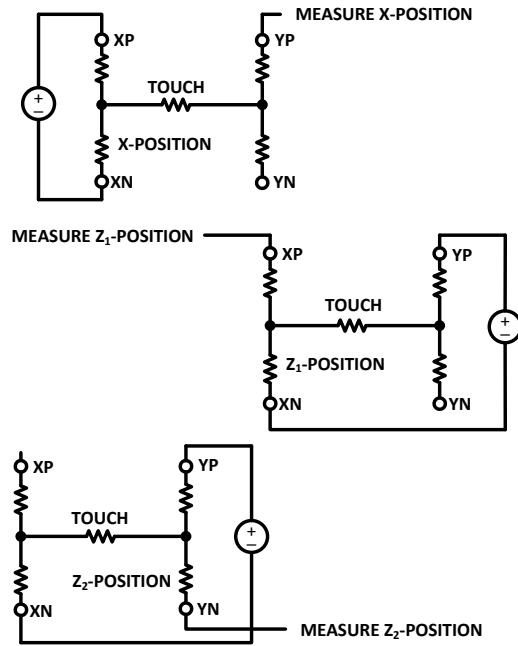 MEASURE X-POSITION
XP
YP
+
–
TOUCH
X-POSITION
XN
YN
MEASURE Z₁-POSITION
XP
YP
TOUCH
+
–
Z₁-POSITION
XN
YN
XP
YP
TOUCH
+
–
Z₂-POSITION
XN
YN
MEASURE Z₂-POSITION